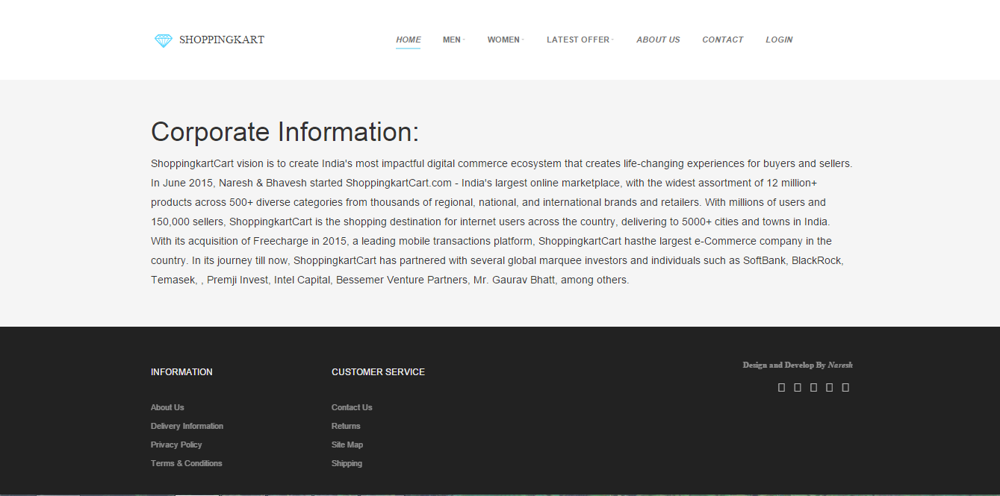 SHOPPINGKART
HOME MEN WOMEN LATEST OFFER ABOUT US CONTACT LOGIN
Corporate Information:
ShoppingkartCart vision is to create India's most impactful digital commerce ecosystem that creates life-changing experiences for buyers and sellers.
In June 2015, Naresh & Bhavesh started ShoppingkartCart.com - India's largest online marketplace, with the widest assortment of 12 million+
products across 500+ diverse categories from thousands of regional, national, and international brands and retailers. With millions of users and
150,000 sellers, ShoppingkartCart is the shopping destination for internet users across the country, delivering to 5000+ cities and towns in India.
With its acquisition of Freecharge in 2015, a leading mobile transactions platform, ShoppingkartCart hasthe largest e-Commerce company in the
country. In its journey till now, ShoppingkartCart has partnered with several global marquee investors and individuals such as SoftBank, BlackRock,
Temasek, , Premji Invest, Intel Capital, Bessemer Venture Partners, Mr. Gaurav Bhatt, among others.
INFORMATION
About Us
Delivery Information
Privacy Policy
Terms & Conditions
CUSTOMER SERVICE
Contact Us
Returns
Site Map
Shipping
Design and Develop By Naresh